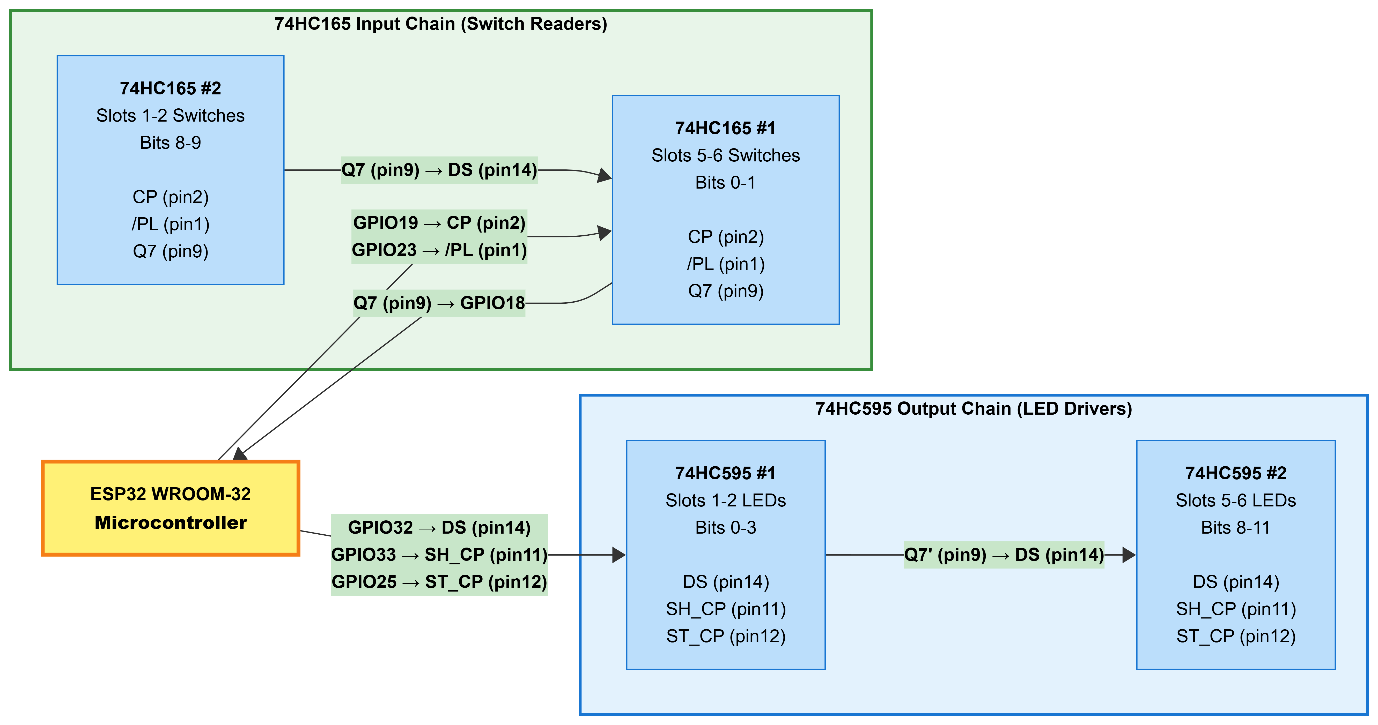 74HC165 Input Chain (Switch Readers)
74HC165 #2
Slots 1-2 Switches
Bits 8-9
CP (pin2)
/PL (pin1)
Q7 (pin9)
Q7 (pin9) → DS (pin14)
GPIO19 → CP (pin2)
GPIO23 → /PL (pin1)
Q7 (pin9) → GPIO18
74HC165 #1
Slots 5-6 Switches
Bits 0-1
CP (pin2)
/PL (pin1)
Q7 (pin9)
ESP32 WROOM-32
Microcontroller
GPIO32 → DS (pin14)
GPIO33 → SH_CP (pin11)
GPIO25 → ST_CP (pin12)
74HC595 Output Chain (LED Drivers)
74HC595 #1
Slots 1-2 LEDs
Bits 0-3
DS (pin14)
SH_CP (pin11)
ST_CP (pin12)
Q7' (pin9) → DS (pin14)
74HC595 #2
Slots 5-6 LEDs
Bits 8-11
DS (pin14)
SH_CP (pin11)
ST_CP (pin12)